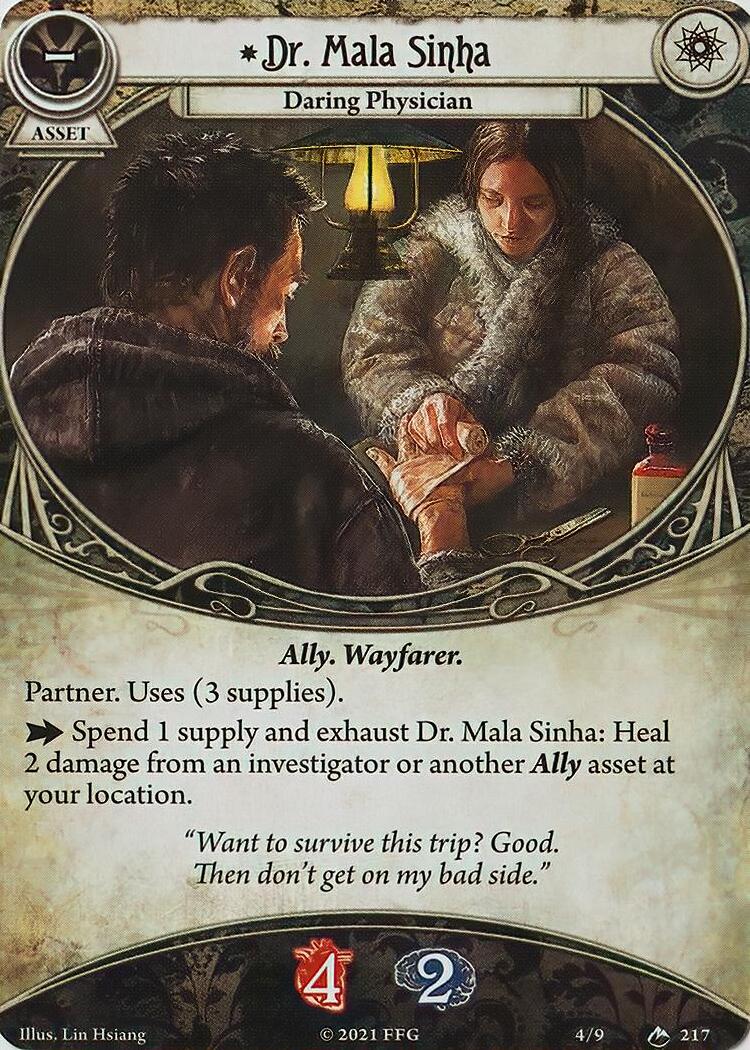 Dr. Mala Sinha
Daring Physician
ASSET
Ally. Wayfarer.
Partner. Uses (3 supplies).
Spend 1 supply and exhaust Dr. Mala Sinha: Heal
2 damage from an investigator or another Ally asset at
your location.
“Want to survive this trip? Good.
Then don’t get on my bad side.”
4 2
Illus. Lin Hsiang © 2021 FFG 4/9 217